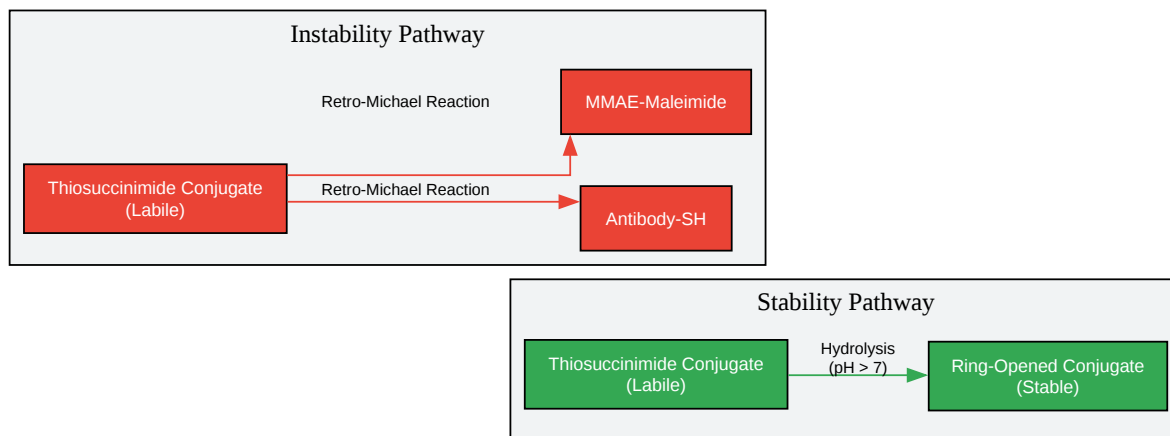 Instability Pathway
Retro-Michael Reaction
MMAE-Maleimide
Thiosuccinimide Conjugate
(Labile)
Retro-Michael Reaction
Antibody-SH
Stability Pathway
Thiosuccinimide Conjugate
(Labile)
Hydrolysis
(pH > 7)
Ring-Opened Conjugate
(Stable)